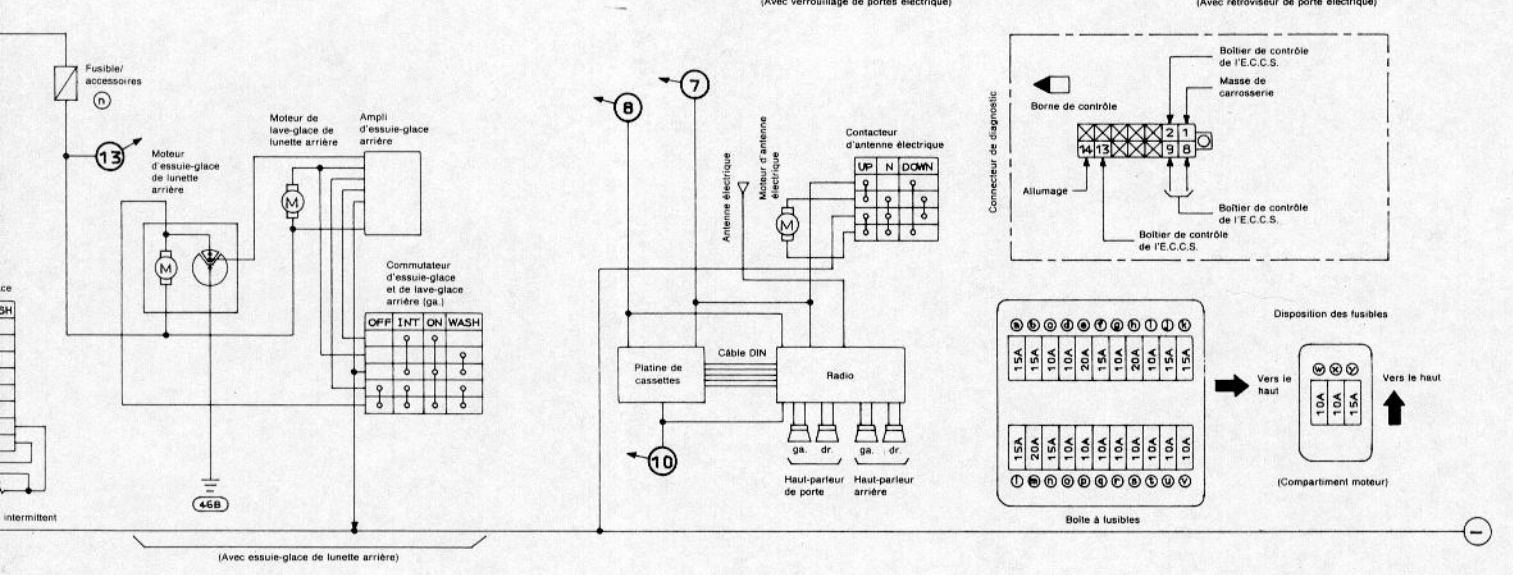 (Avec verrouillage de portes électrique)
(Avec rétroviseur de porte électrique)
Fusible/
accessoires
n
13
Moteur
d'essuie-glace
de lunette
arrière
M
Moteur de
lave-glace de
lunette arrière
M
Ampli
d'essuie-glace
arrière
Commutateur
d'essuie-glace
et de lave-glace
arrière (ga.)
OFF INT ON WASH
46B
ce
SH
intermittent
(Avec essuie-glace de lunette arrière)
8
7
Antenne électrique
Moteur d'antenne
électrique
M
Contacteur
d'antenne électrique
UP N DOWN
Platine de
cassettes
Câble DIN
Radio
10
ga. dr. ga. dr.
Haut-parleur
de porte
Haut-parleur
arrière
Connecteur de diagnostic
Borne de contrôle
Boîtier de contrôle
de l'E.C.C.S.
Masse de
carrosserie
2 1
14 13 9 8
Allumage
Boîtier de contrôle
de l'E.C.C.S.
Boîtier de contrôle
de l'E.C.C.S.
a b c d e f g h i j k
15A 15A 10A 10A 20A 15A 10A 20A 10A 15A 15A
15A 20A 15A 10A 10A 10A 10A 10A 10A 10A 10A
l m n o p q r s t u v
Boîte à fusibles
Vers le
haut
Disposition des fusibles
w x y
10A 10A 15A
Vers le haut
(Compartiment moteur)
−